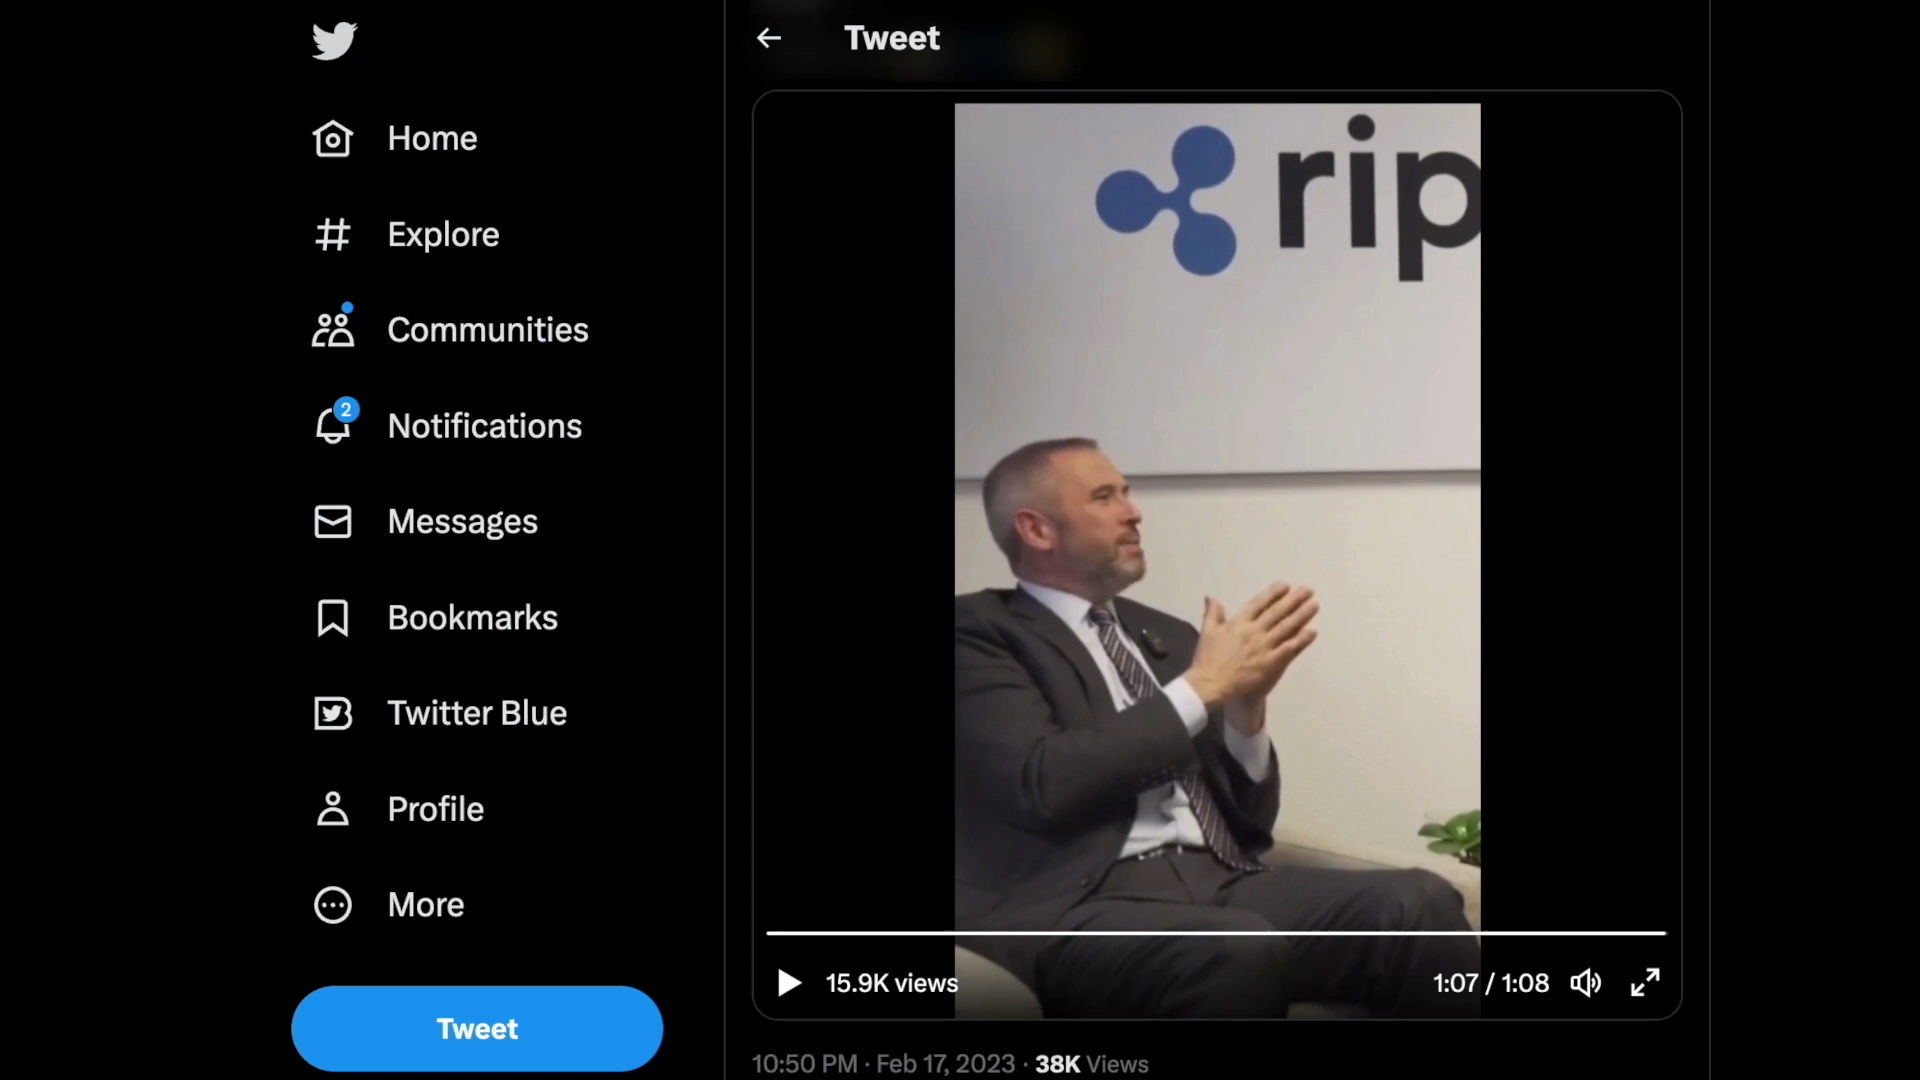 Tweet
Home
Explore
Communities
2
Notifications
Messages
Bookmarks
Twitter Blue
Profile
More
Tweet
rip
15.9K views
1:07 / 1:08
10:50 PM · Feb 17, 2023 · 38K Views